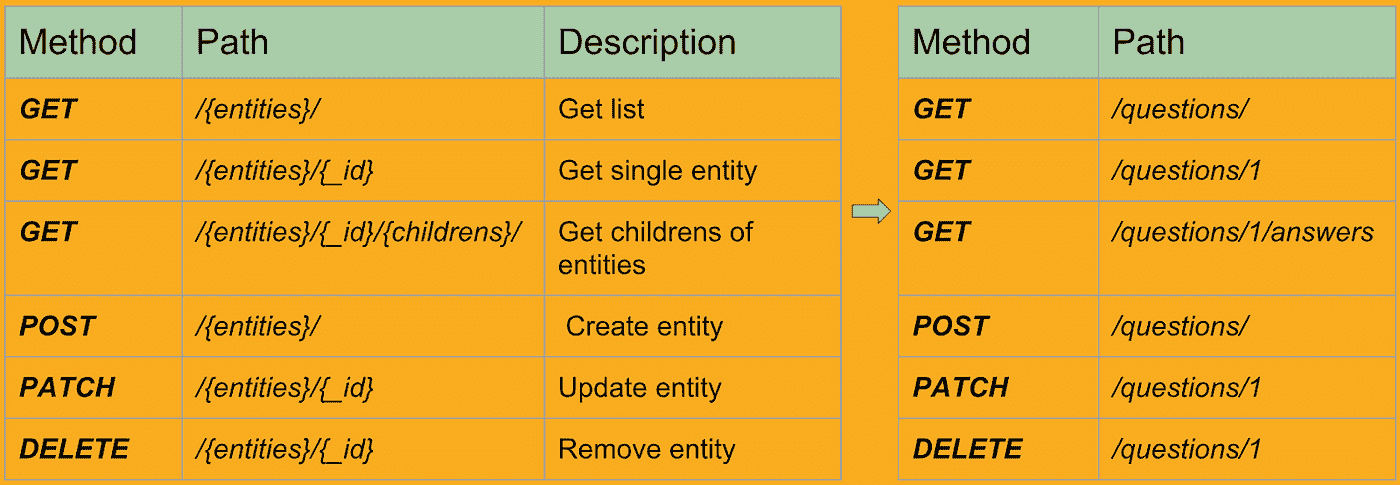 Method Path Description Method Path
GET /{entities}/ Get list GET /questions/
GET /{entities}/{_id} Get single entity GET /questions/1
GET /{entities}/{_id}/{childrens}/ Get childrens of GET /questions/1/answers
entities
POST /{entities}/ Create entity POST /questions/
PATCH /{entities}/{_id} Update entity PATCH /questions/1
DELETE /{entities}/{_id} Remove entity DELETE /questions/1